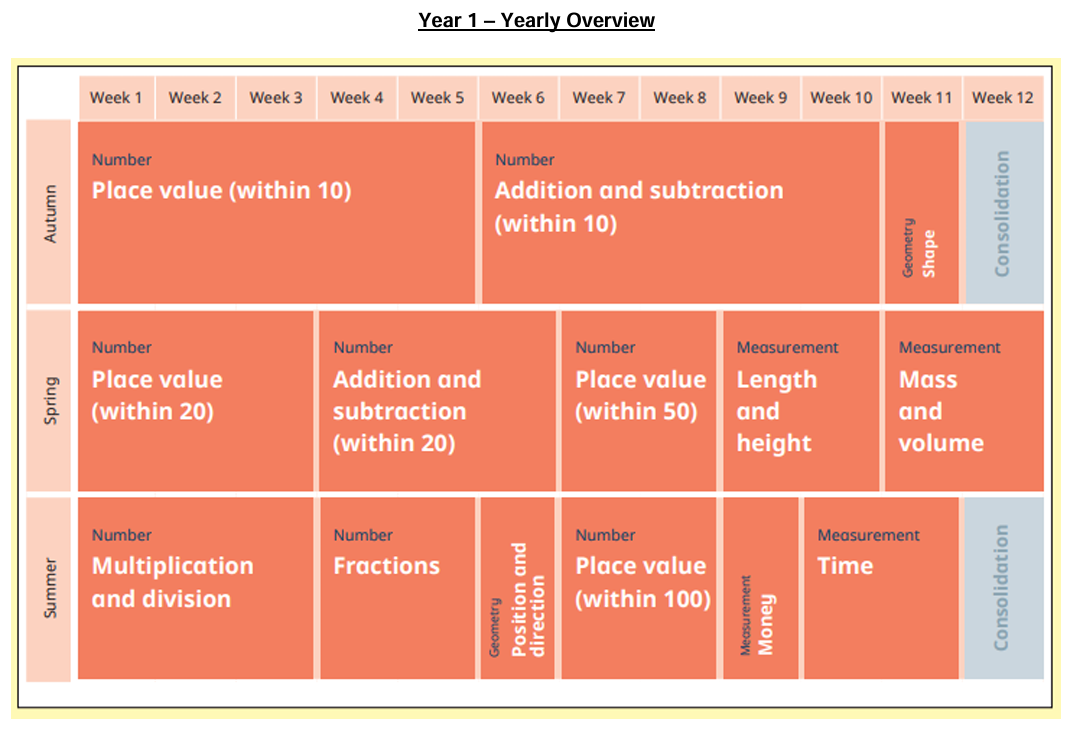 Year 1 – Yearly Overview
Week 1 Week 2 Week 3 Week 4 Week 5 Week 6 Week 7 Week 8 Week 9 Week 10 Week 11 Week 12
Autumn
Number
Place value (within 10)
Number
Addition and subtraction
(within 10)
Geometry
Shape
Consolidation
Spring
Number
Place value
(within 20)
Number
Addition and
subtraction
(within 20)
Number
Place value
(within 50)
Measurement
Length
and
height
Measurement
Mass
and
volume
Summer
Number
Multiplication
and division
Number
Fractions
Geometry
Position and
direction
Number
Place value
(within 100)
Measurement
Money
Measurement
Time
Consolidation